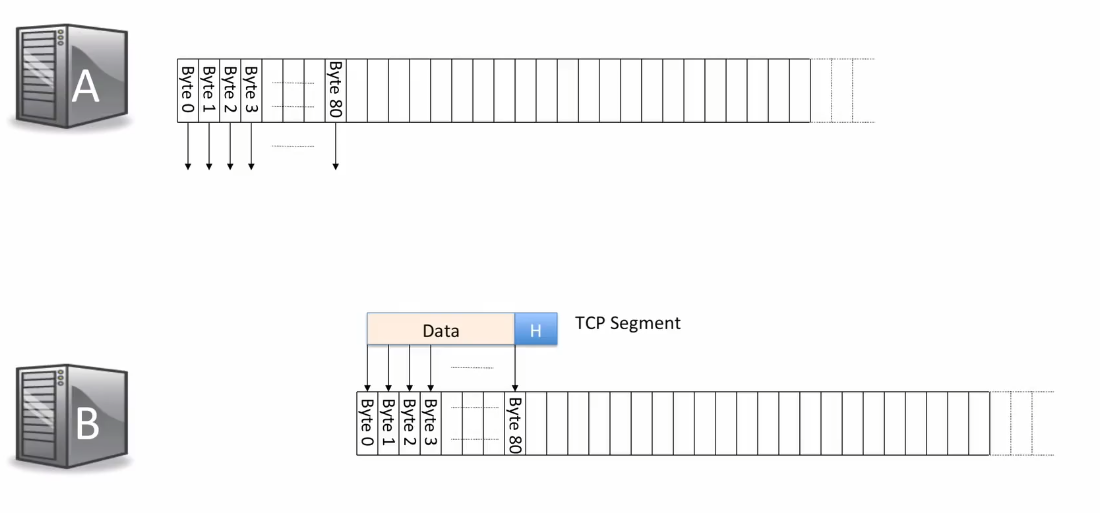 A
Byte 0
Byte 1
Byte 2
Byte 3
Byte 80
Data
H
TCP Segment
B
Byte 0
Byte 1
Byte 2
Byte 3
Byte 80